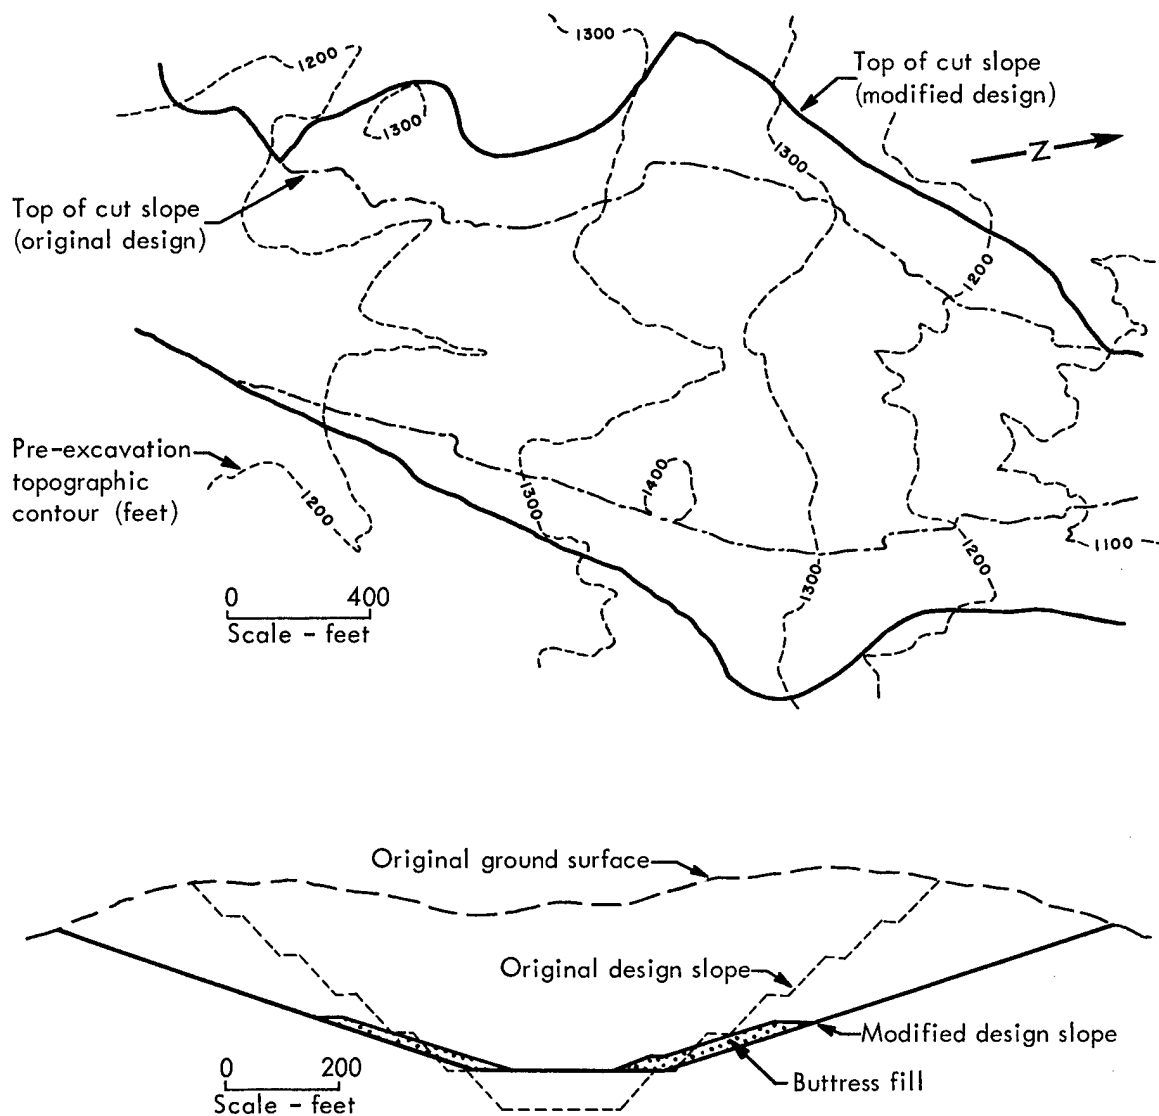 1300
1200
Top of cut slope
(modified design)
1300
1300
N
Top of cut slope
(original design)
1200
Pre-excavation
topographic
contour (feet)
1200
1300
1400
1100
1200
1300
0 400
Scale - feet
Original ground surface
Original design slope
Modified design slope
0 200
Buttress fill
Scale - feet